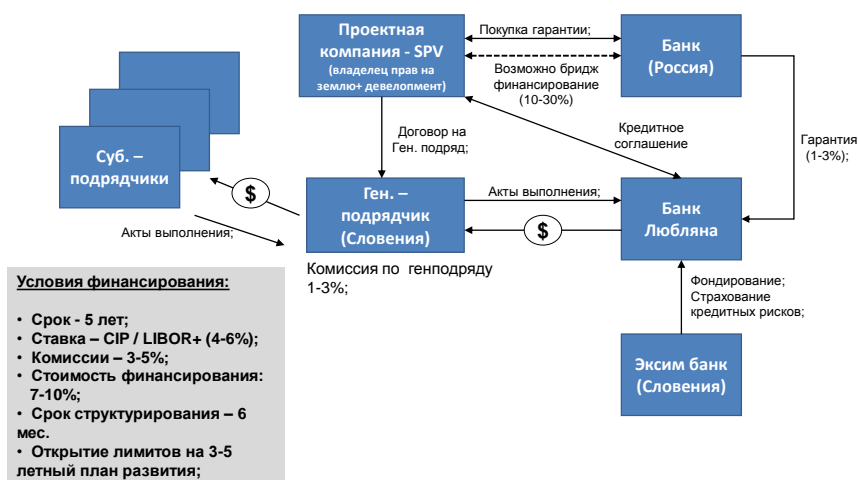 Проектная
компания - SPV
(владелец прав на
землю+ девелопмент)
Покупка гарантии;
Возможно бридж
финансирование
(10-30%)
Банк
(Россия)
Договор на
Ген. подряд;
Кредитное
соглашение
Гарантия
(1-3%);
Суб. –
подрядчики
$
Акты выполнения;
Ген. –
подрядчик
(Словения)
Акты выполнения;
$
Банк
Любляна
Комиссия по генподряду
1-3%;
Фондирование;
Страхование
кредитных рисков;
Эксим банк
(Словения)
Условия финансирования:
• Срок - 5 лет;
• Ставка – CIP / LIBOR+ (4-6%);
• Комиссии – 3-5%;
• Стоимость финансирования:
7-10%;
• Срок структурирования – 6
мес.
• Открытие лимитов на 3-5
летный план развития;